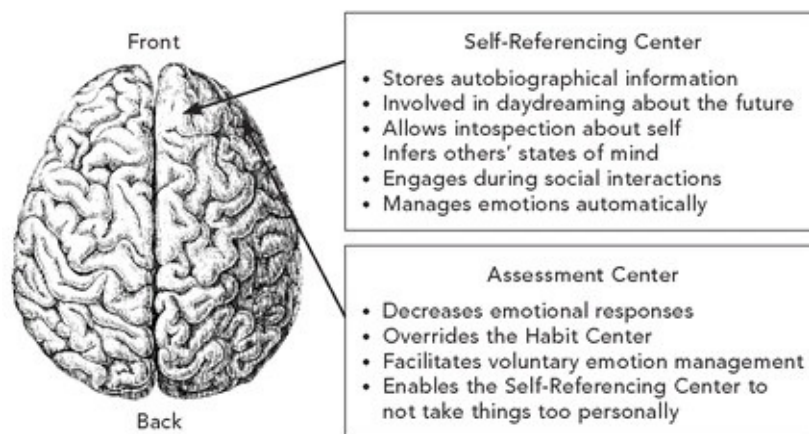 Front
Back
Self-Referencing Center
• Stores autobiographical information
• Involved in daydreaming about the future
• Allows intospection about self
• Infers others' states of mind
• Engages during social interactions
• Manages emotions automatically
Assessment Center
• Decreases emotional responses
• Overrides the Habit Center
• Facilitates voluntary emotion management
• Enables the Self-Referencing Center to
not take things too personally